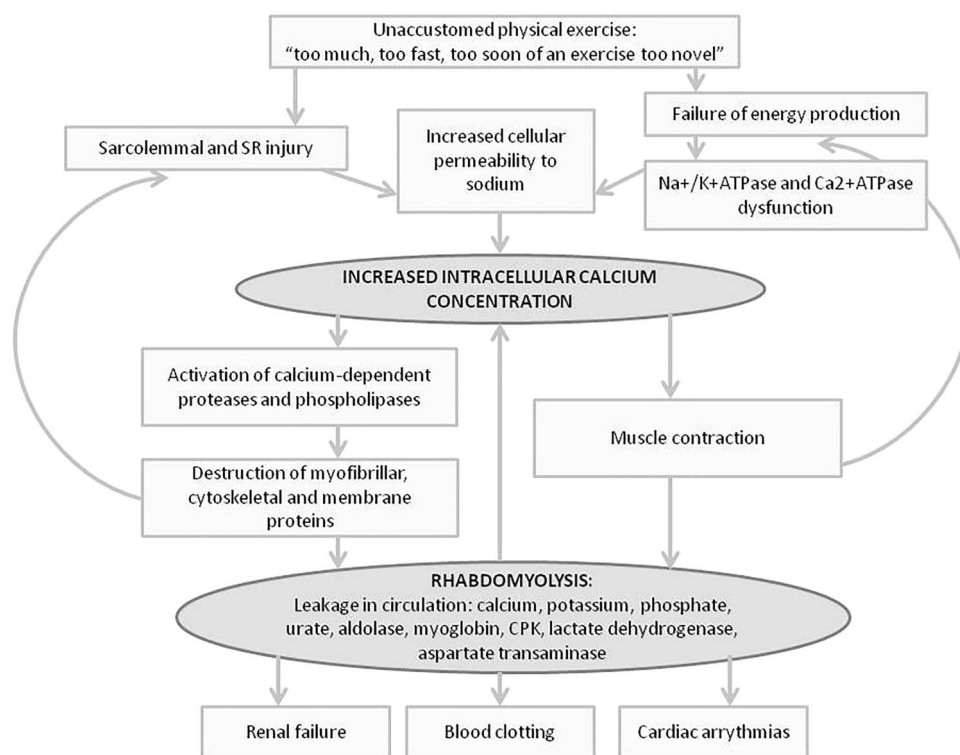 Unaccustomed physical exercise:
“too much, too fast, too soon of an exercise too novel”
Failure of energy production
Sarcolemmal and SR injury
Increased cellular
permeability to
sodium
Na+/K+ATPase and Ca2+ATPase
dysfunction
INCREASED INTRACELLULAR CALCIUM
CONCENTRATION
Activation of calcium-dependent
proteases and phospholipases
Muscle contraction
Destruction of myofibrillar,
cytoskeletal and membrane
proteins
RHABDOMYOLYSIS:
Leakage in circulation: calcium, potassium, phosphate,
urate, aldolase, myoglobin, CPK, lactate dehydrogenase,
aspartate transaminase
Renal failure
Blood clotting
Cardiac arrythmias